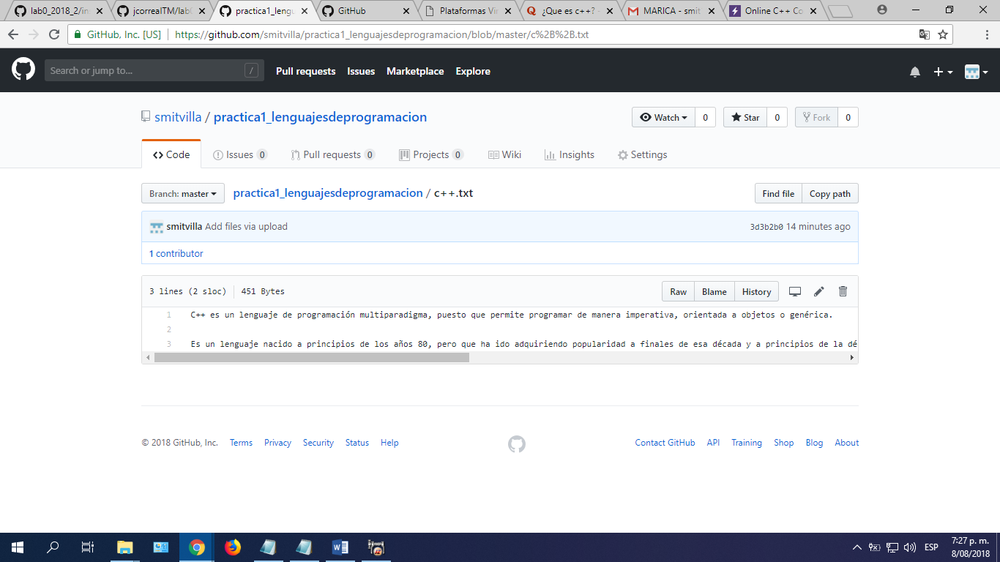 lab0_2018_2/in
jcorrealTM/lab
practica1_leng
GitHub
Plataformas Vir
¿Que es c++? -
MARICA - smit
Online C++ Co
GitHub, Inc. [US] https://github.com/smitvilla/practica1_lenguajesdeprogramacion/blob/master/c%2B%2B.txt
Search or jump to... / Pull requests Issues Marketplace Explore
smitvilla / practica1_lenguajesdeprogramacion Watch 0 Star 0 Fork 0
Code Issues 0 Pull requests 0 Projects 0 Wiki Insights Settings
Branch: master practica1_lenguajesdeprogramacion / c++.txt Find file Copy path
smitvilla Add files via upload 3d3b2b0 14 minutes ago
1 contributor
3 lines (2 sloc) 451 Bytes Raw Blame History
1 C++ es un lenguaje de programación multiparadigma, puesto que permite programar de manera imperativa, orientada a objetos o genérica.
2
3 Es un lenguaje nacido a principios de los años 80, pero que ha ido adquiriendo popularidad a finales de esa década y a principios de la dé
© 2018 GitHub, Inc. Terms Privacy Security Status Help Contact GitHub API Training Shop Blog About
ESP 7:27 p. m.
8/08/2018